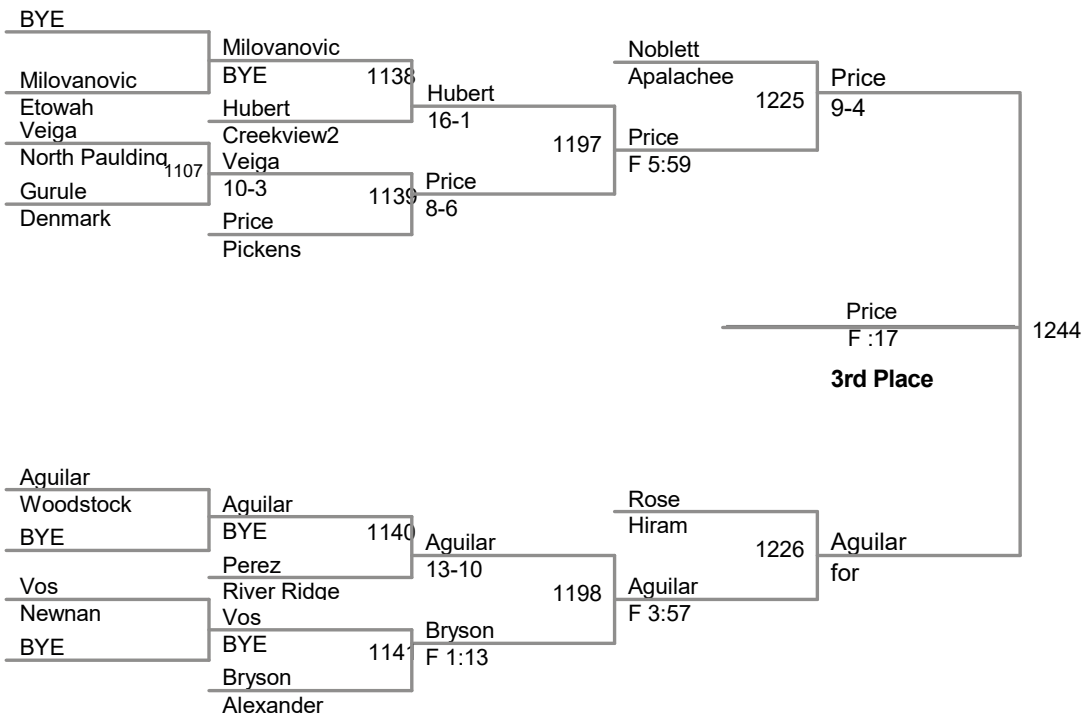 BYE
Milovanovic
Etowah
Veiga
North Paulding
1107
Gurule
Denmark
Milovanovic
BYE
1138
Hubert
Creekview2
Veiga
10-3
1139
Price
Pickens
Hubert
16-1
1197
Price
8-6
Noblett
Apalachee
1225
Price
F 5:59
Price
9-4
Price
F :17
1244
3rd Place
Aguilar
Woodstock
BYE
Vos
Newnan
BYE
Aguilar
BYE
1140
Perez
River Ridge
Vos
BYE
1141
Bryson
Alexander
Aguilar
13-10
1198
Bryson
F 1:13
Rose
Hiram
1226
Aguilar
F 3:57
Aguilar
for